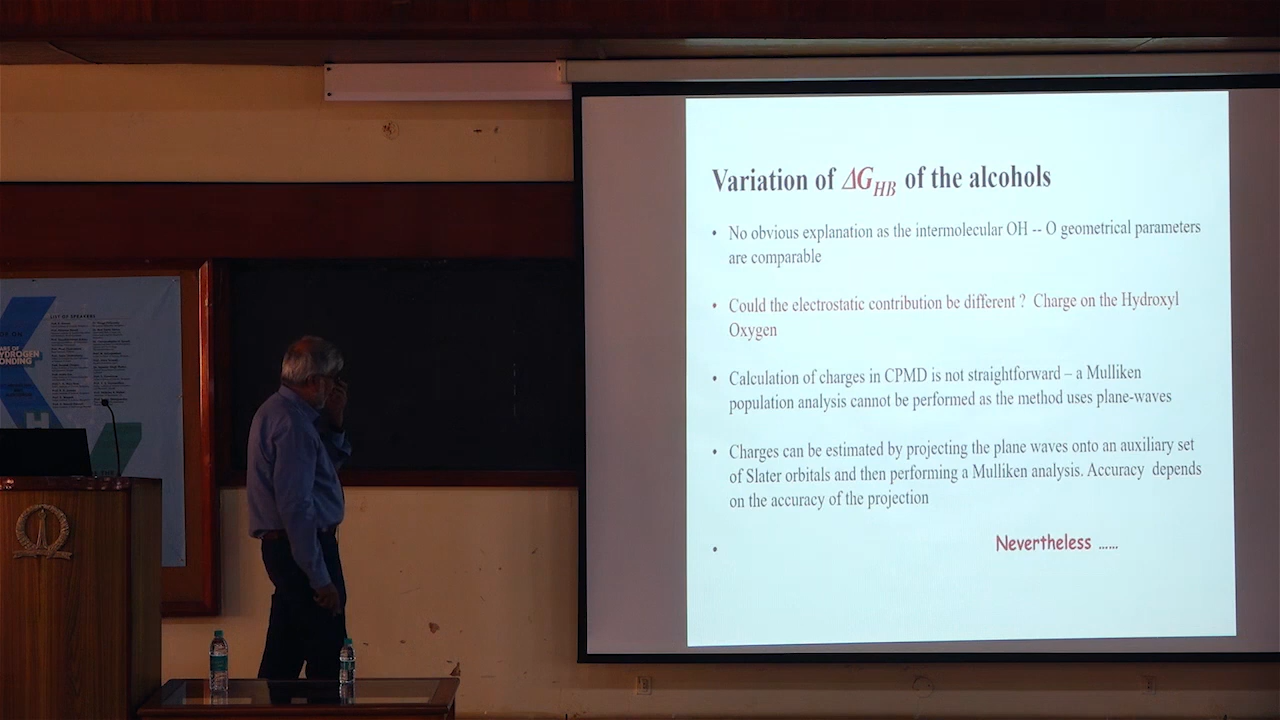 Variation of ΔG_HB of the alcohols
• No obvious explanation as the intermolecular OH -- O geometrical parameters
are comparable
• Could the electrostatic contribution be different ? Charge on the Hydroxyl
Oxygen
• Calculation of charges in CPMD is not straightforward – a Mulliken
population analysis cannot be performed as the method uses plane-waves
• Charges can be estimated by projecting the plane waves onto an auxiliary set
of Slater orbitals and then performing a Mulliken analysis. Accuracy depends
on the accuracy of the projection
• Nevertheless ......
LIST OF SPEAKERS
HYDROGEN